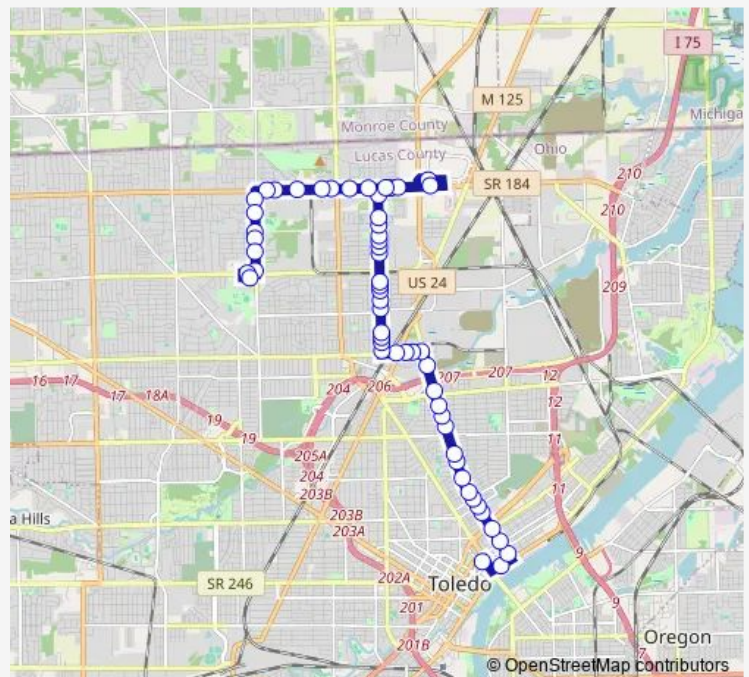 I 75
M 125
Michiga
Monroe County
Ohio
Lucas County
210
SR 184
210
US 24
209
16
17
18A
204
206
207
207
12
17
12
19
19
11
205A
204
203B
11
a Hills
203B
203A
9
202A
SR 246
Toledo
9
201
Oregon
201B
7
© OpenStreetMap contributors